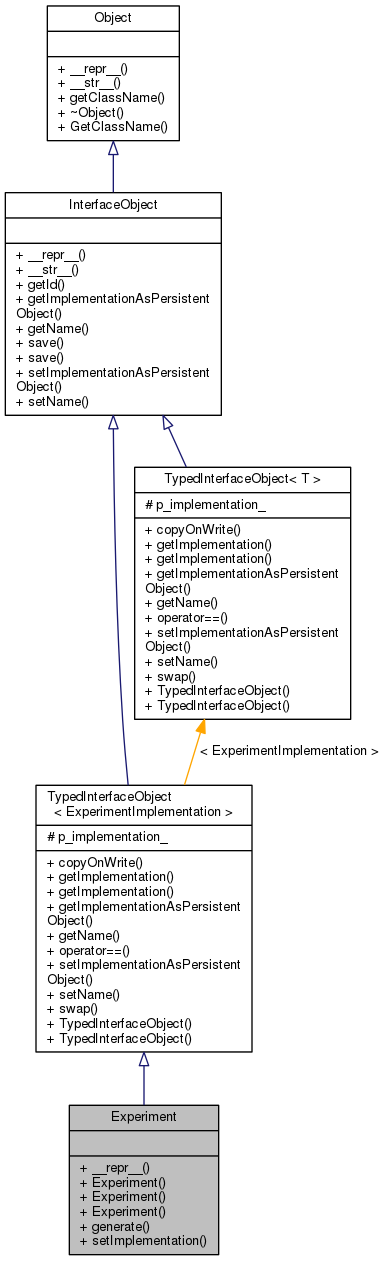 Object
+ __repr__()
+ __str__()
+ getClassName()
+ ~Object()
+ GetClassName()
InterfaceObject
+ __repr__()
+ __str__()
+ getId()
+ getImplementationAsPersistent
Object()
+ getName()
+ save()
+ save()
+ setImplementationAsPersistent
Object()
+ setName()
TypedInterfaceObject< T >
# p_implementation_
+ copyOnWrite()
+ getImplementation()
+ getImplementation()
+ getImplementationAsPersistent
Object()
+ getName()
+ operator==()
+ setImplementationAsPersistent
Object()
+ setName()
+ swap()
+ TypedInterfaceObject()
+ TypedInterfaceObject()
< ExperimentImplementation >
TypedInterfaceObject
< ExperimentImplementation >
# p_implementation_
+ copyOnWrite()
+ getImplementation()
+ getImplementation()
+ getImplementationAsPersistent
Object()
+ getName()
+ operator==()
+ setImplementationAsPersistent
Object()
+ setName()
+ swap()
+ TypedInterfaceObject()
+ TypedInterfaceObject()
Experiment
+ __repr__()
+ Experiment()
+ Experiment()
+ Experiment()
+ generate()
+ setImplementation()